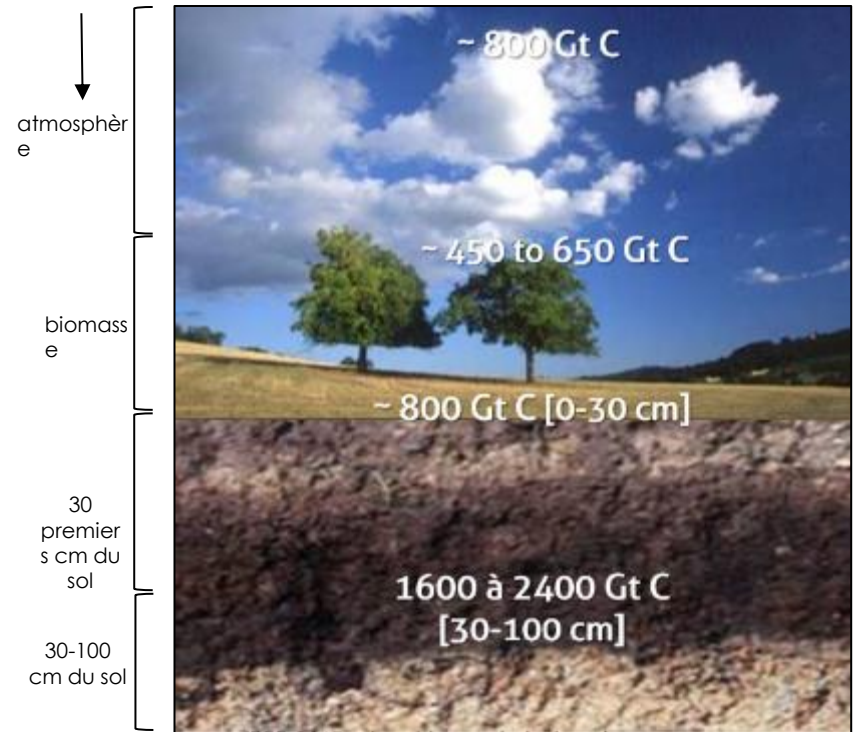 ~ 800 Gt C
atmosphèr
e
~ 450 to 650 Gt C
biomass
e
~ 800 Gt C [0-30 cm]
30
premier
s cm du
sol
1600 à 2400 Gt C
[30-100 cm]
30-100
cm du sol